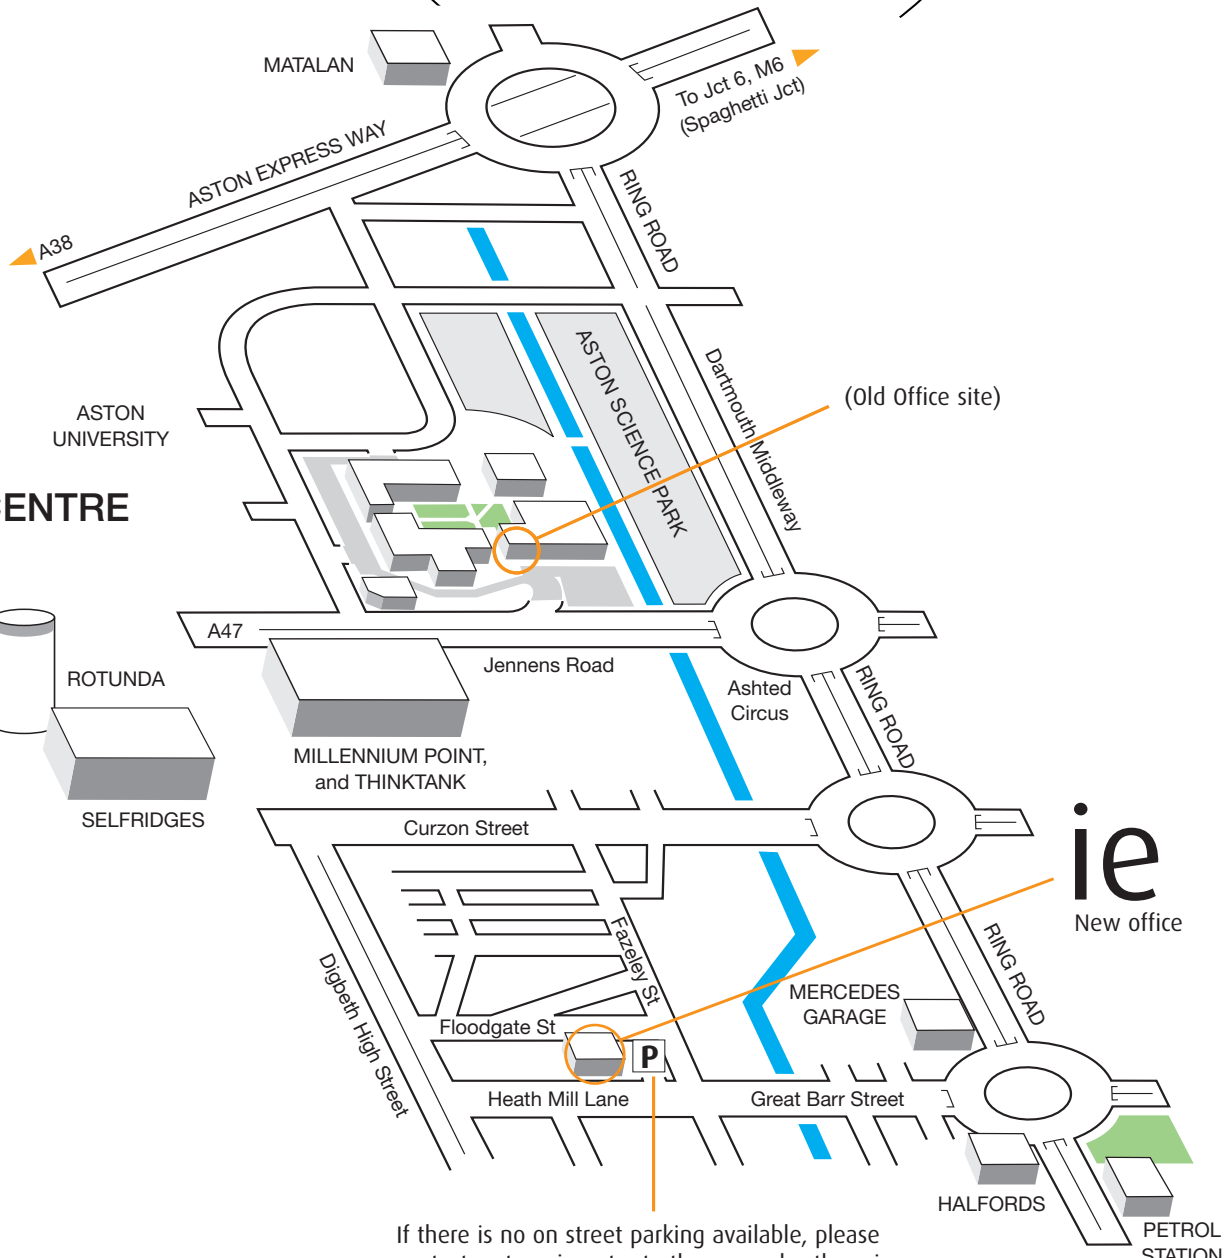 MATALAN
To Jct 6, M6
(Spaghetti Jct)
ASTON EXPRESS WAY
RING ROAD
A38
ASTON SCIENCE PARK
Dartmouth Middleway
(Old Office site)
ASTON
UNIVERSITY
CENTRE
A47
Jennens Road
ROTUNDA
Ashted
Circus
RING ROAD
MILLENNIUM POINT,
and THINKTANK
SELFRIDGES
Curzon Street
ie
New office
Fazeley St
RING ROAD
Digbeth High Street
MERCEDES
GARAGE
Floodgate St
P
Heath Mill Lane
Great Barr Street
HALFORDS
PETROL
STATION
If there is no on street parking available, please